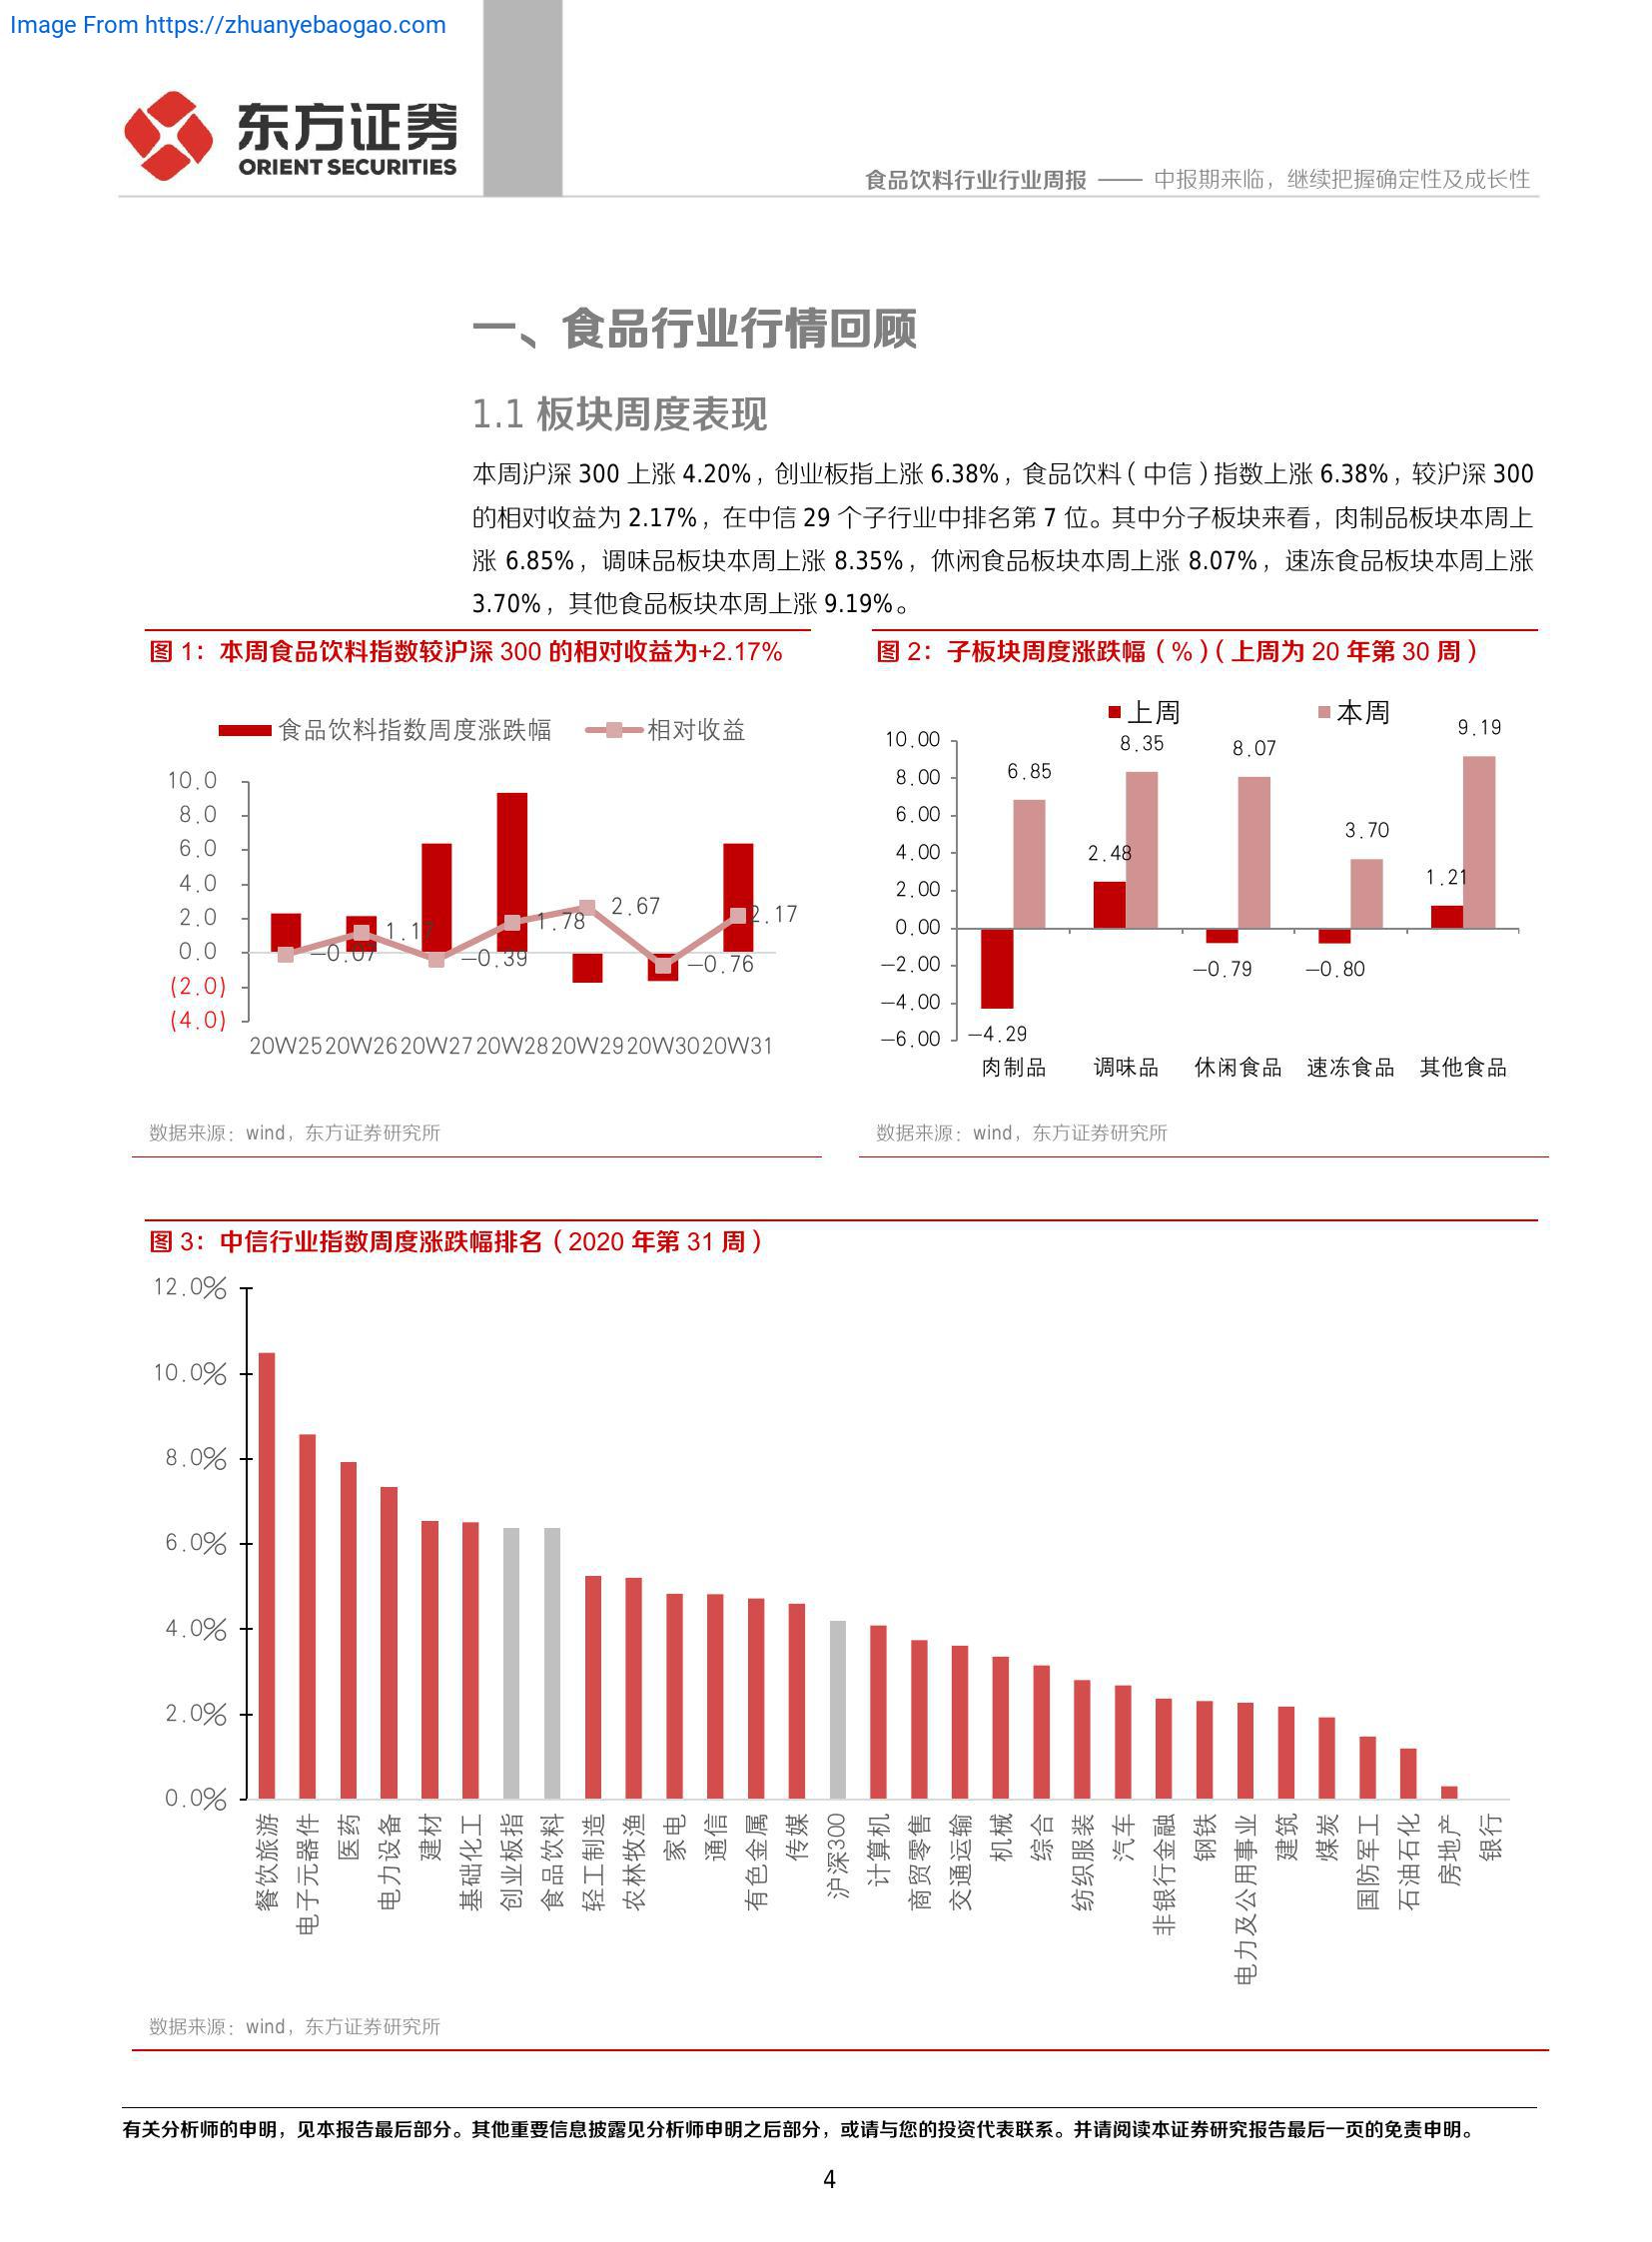 Image From https://zhuanyebaogao.com
东方证券
ORIENT SECURITIES
食品饮料行业行业周报 —— 中报期来临，继续把握确定性及成长性
一、食品行业行情回顾
1.1 板块周度表现
本周沪深 300 上涨 4.20%，创业板指上涨 6.38%，食品饮料（中信）指数上涨 6.38%，较沪深 300
的相对收益为 2.17%，在中信 29 个子行业中排名第 7 位。其中分子板块来看，肉制品板块本周上
涨 6.85%，调味品板块本周上涨 8.35%，休闲食品板块本周上涨 8.07%，速冻食品板块本周上涨
3.70%，其他食品板块本周上涨 9.19%。
图 1：本周食品饮料指数较沪深 300 的相对收益为+2.17%
食品饮料指数周度涨跌幅 相对收益
10.0
8.0
6.0
4.0
2.0
0.0
(2.0)
(4.0)
-0.07
1.17
-0.39
1.78
2.67
-0.76
2.17
20W25 20W26 20W27 20W28 20W29 20W30 20W31
数据来源：wind，东方证券研究所
图 2：子板块周度涨跌幅（%）（上周为 20 年第 30 周）
上周 本周
10.00
8.00
6.00
4.00
2.00
0.00
-2.00
-4.00
-6.00
-4.29
6.85
2.48
8.35
-0.79
8.07
-0.80
3.70
1.21
9.19
肉制品 调味品 休闲食品 速冻食品 其他食品
数据来源：wind，东方证券研究所
图 3：中信行业指数周度涨跌幅排名（2020 年第 31 周）
12.0%
10.0%
8.0%
6.0%
4.0%
2.0%
0.0%
餐饮旅游
电子元器件
医药
电力设备
建材
基础化工
创业板指
食品饮料
轻工制造
农林牧渔
家电
通信
有色金属
传媒
沪深300
计算机
商贸零售
交通运输
机械
综合
纺织服装
汽车
非银行金融
钢铁
电力及公用事业
建筑
煤炭
国防军工
石油石化
房地产
银行
数据来源：wind，东方证券研究所
有关分析师的申明，见本报告最后部分。其他重要信息披露见分析师申明之后部分，或请与您的投资代表联系。并请阅读本证券研究报告最后一页的免责申明。
4